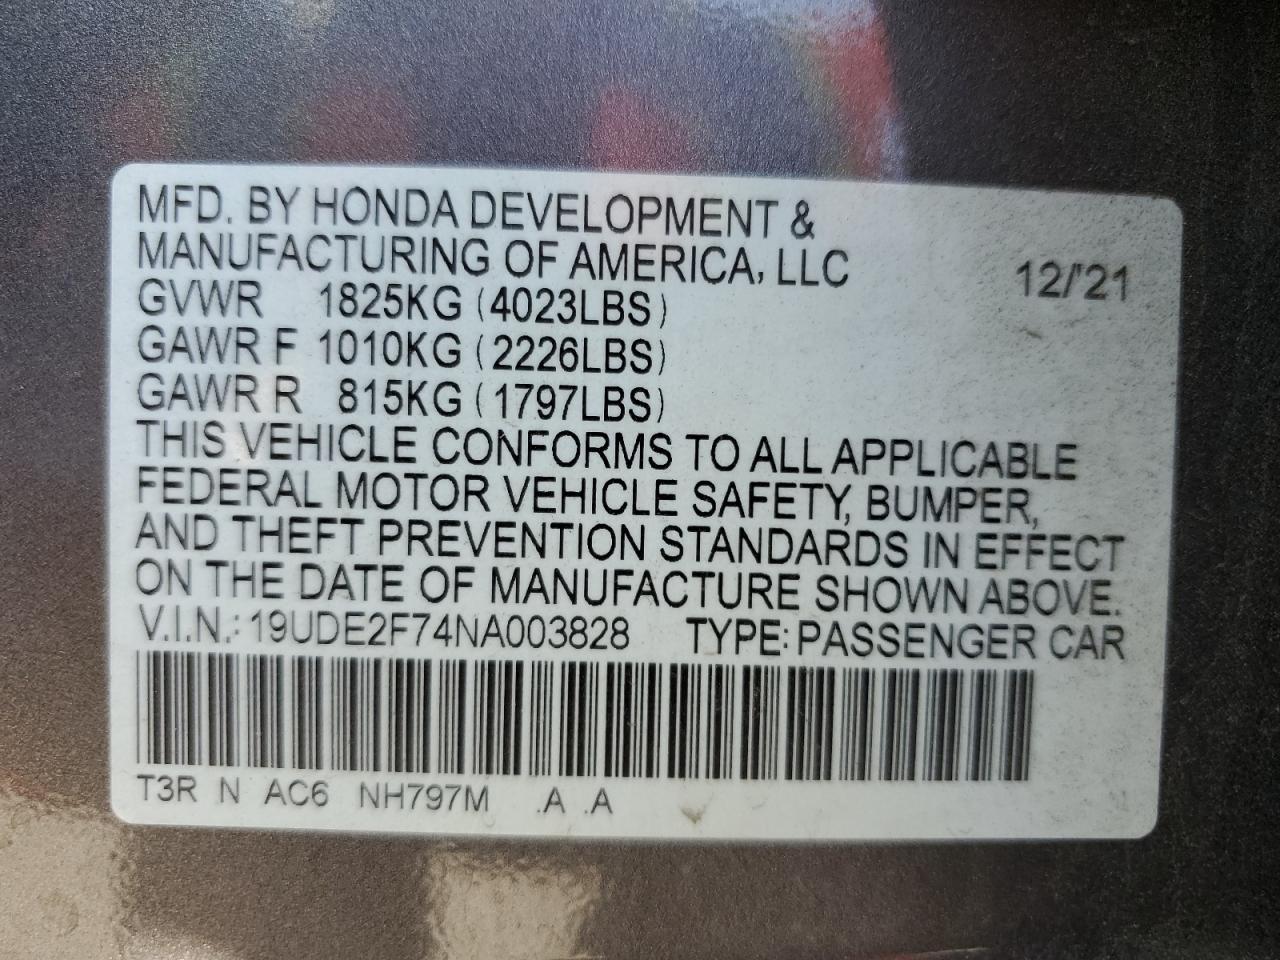 MFD. BY HONDA DEVELOPMENT &
MANUFACTURING OF AMERICA, LLC 12/'21
GVWR 1825KG (4023LBS)
GAWR F 1010KG (2226LBS)
GAWR R 815KG (1797LBS)
THIS VEHICLE CONFORMS TO ALL APPLICABLE
FEDERAL MOTOR VEHICLE SAFETY, BUMPER,
AND THEFT PREVENTION STANDARDS IN EFFECT
ON THE DATE OF MANUFACTURE SHOWN ABOVE.
V.I.N.: 19UDE2F74NA003828 TYPE: PASSENGER CAR
T3R N AC6 NH797M .A .A